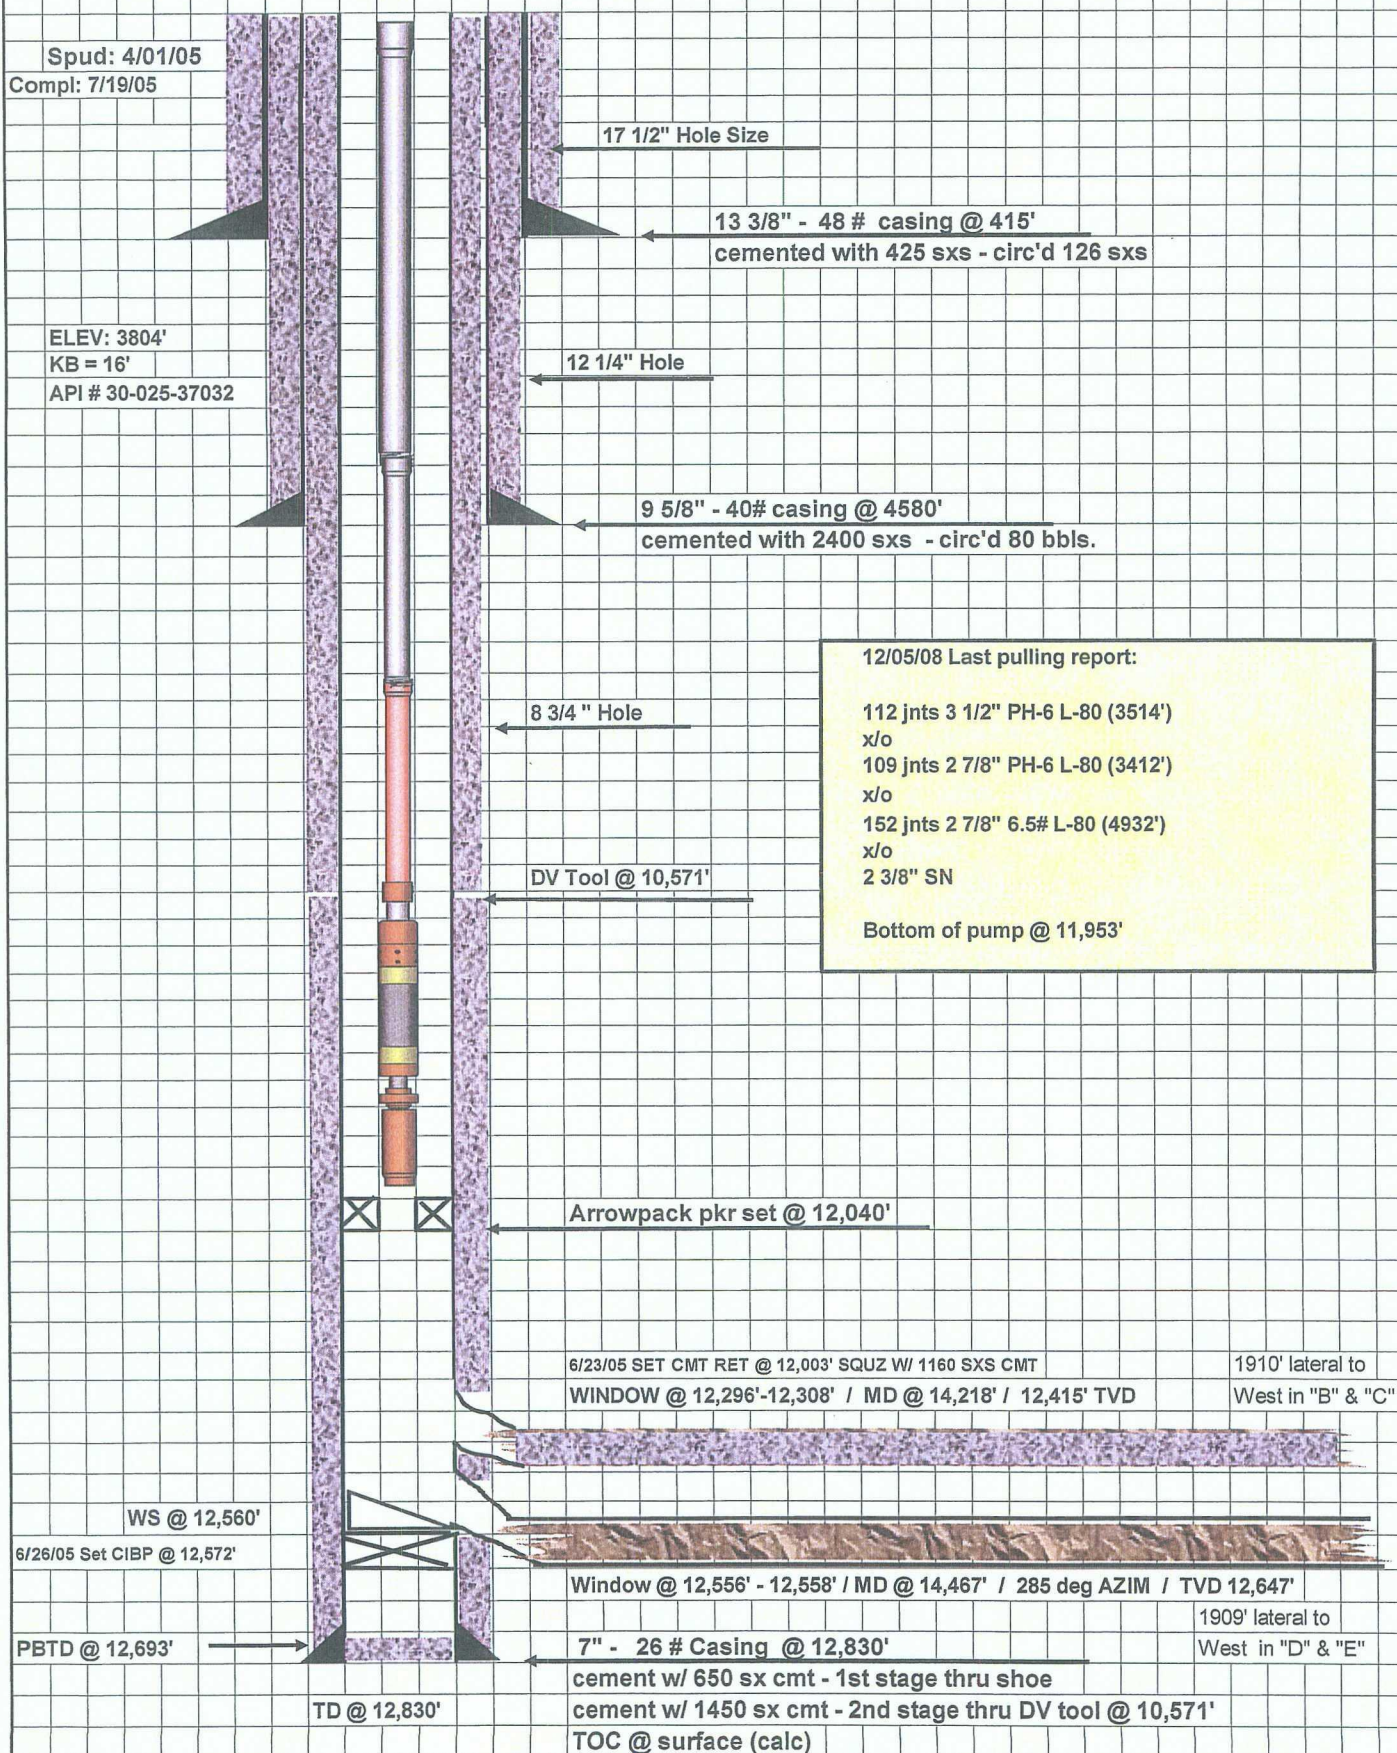 Spud: 4/01/05
Compl: 7/19/05
17 1/2" Hole Size
13 3/8" - 48 # casing @ 415'
cemented with 425 sxs - circ'd 126 sxs
ELEV: 3804'
KB = 16'
API # 30-025-37032
12 1/4" Hole
9 5/8" - 40# casing @ 4580'
cemented with 2400 sxs - circ'd 80 bbls.
12/05/08 Last pulling report:
112 jnts 3 1/2" PH-6 L-80 (3514')
x/o
109 jnts 2 7/8" PH-6 L-80 (3412')
x/o
152 jnts 2 7/8" 6.5# L-80 (4932')
x/o
2 3/8" SN
Bottom of pump @ 11,953'
8 3/4 " Hole
DV Tool @ 10,571'
Arrowpack pkr set @ 12,040'
6/23/05 SET CMT RET @ 12,003' SQUZ W/ 1160 SXS CMT
WINDOW @ 12,296'-12,308' / MD @ 14,218' / 12,415' TVD
1910' lateral to
West in "B" & "C"
WS @ 12,560'
6/26/05 Set CIBP @ 12,572'
Window @ 12,556' - 12,558' / MD @ 14,467' / 285 deg AZIM / TVD 12,647'
1909' lateral to
West in "D" & "E"
PBTD @ 12,693'
7" - 26 # Casing @ 12,830'
cement w/ 650 sx cmt - 1st stage thru shoe
TD @ 12,830'
cement w/ 1450 sx cmt - 2nd stage thru DV tool @ 10,571'
TOC @ surface (calc)